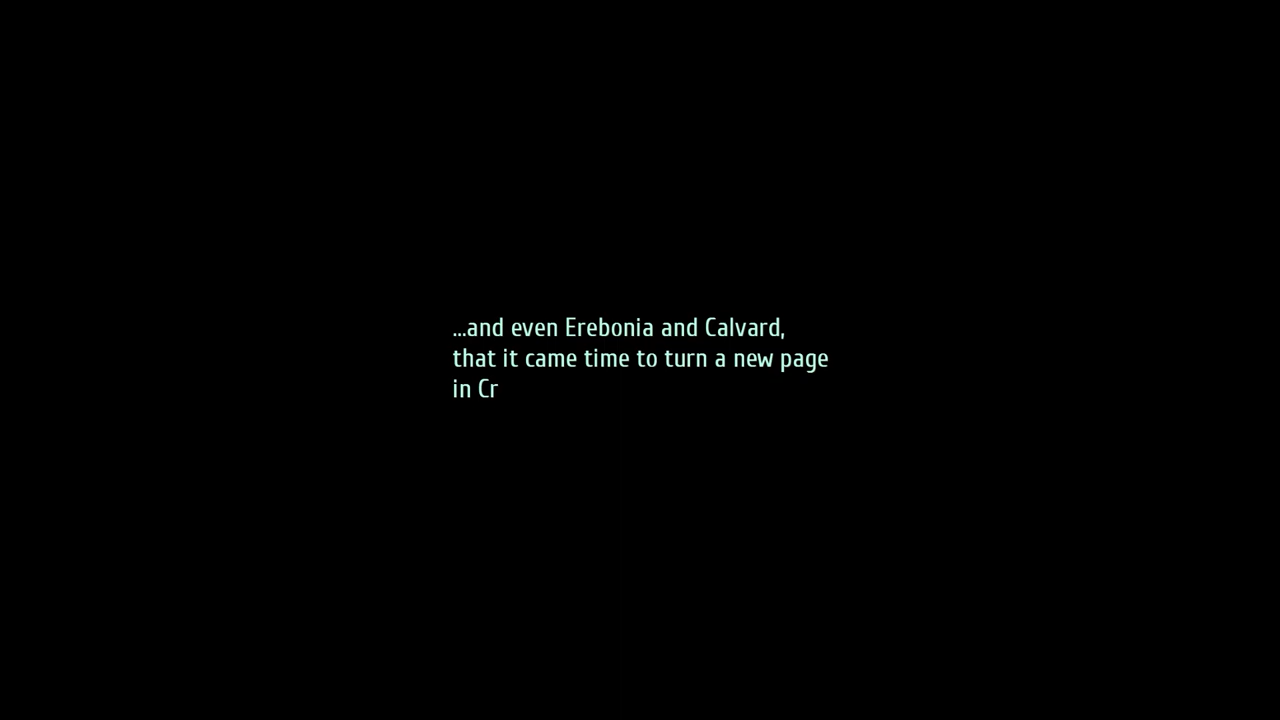 ...and even Erebonia and Calvard,
that it came time to turn a new page
in Cr